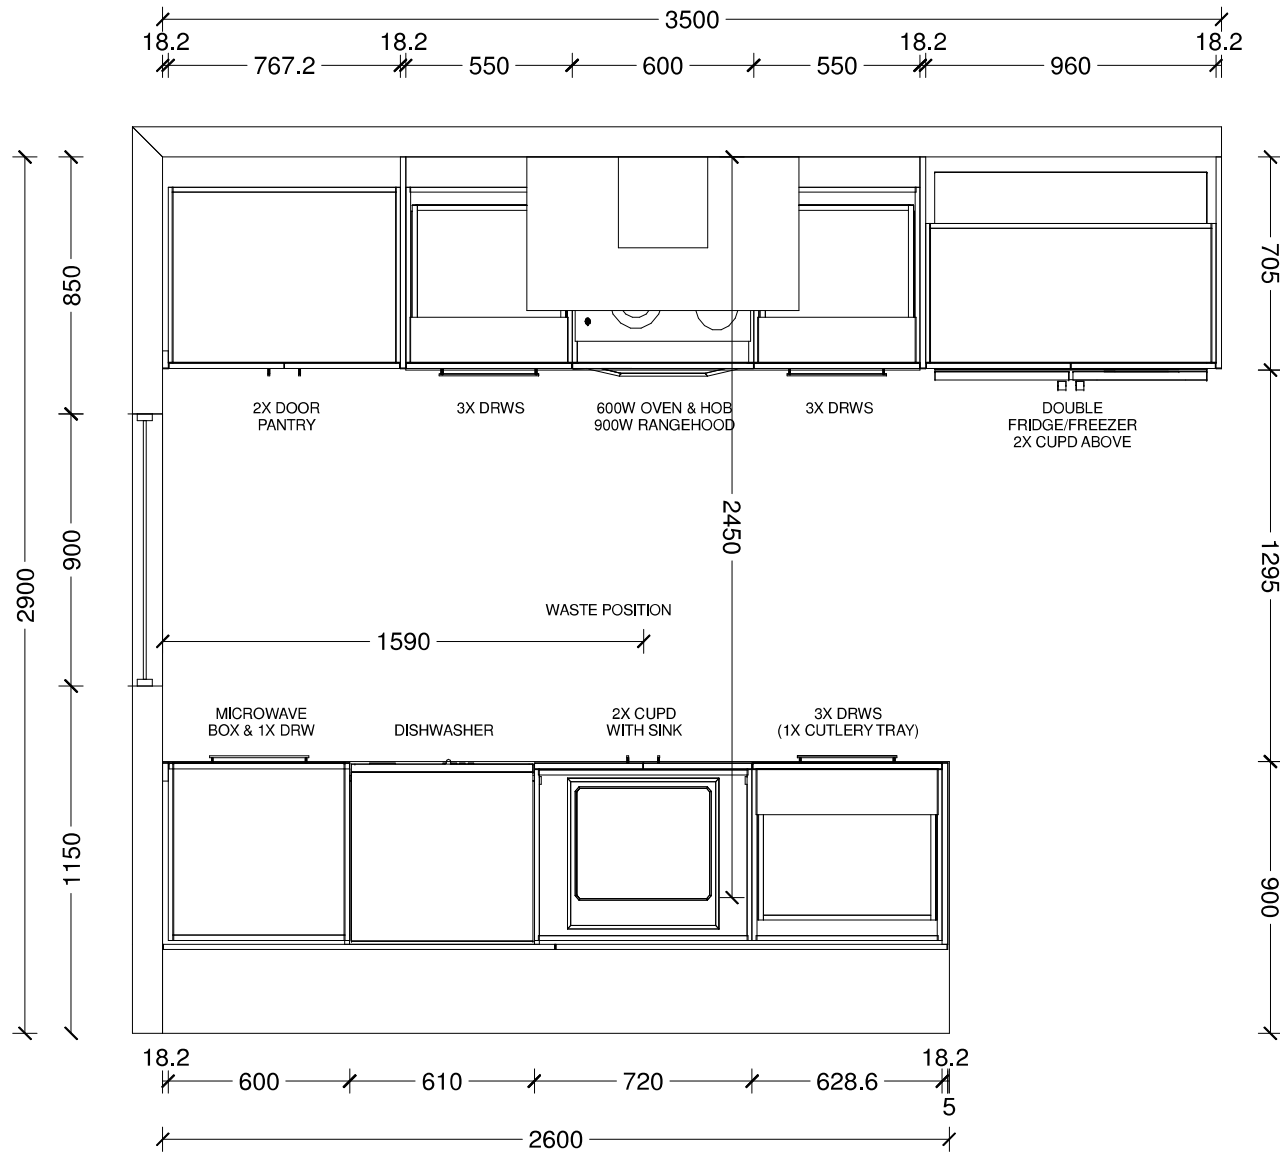 3500
18.2 18.2 18.2 18.2
767.2 550 600 550 960
850
705
2X DOOR
PANTRY
3X DRWS
600W OVEN & HOB
900W RANGEHOOD
3X DRWS
DOUBLE
FRIDGE/FREEZER
2X CUPD ABOVE
2450
900
2900
1295
WASTE POSITION
1590
MICROWAVE
BOX & 1X DRW
DISHWASHER
2X CUPD
WITH SINK
3X DRWS
(1X CUTLERY TRAY)
1150
900
18.2 18.2
600 610 720 628.6
5
2600